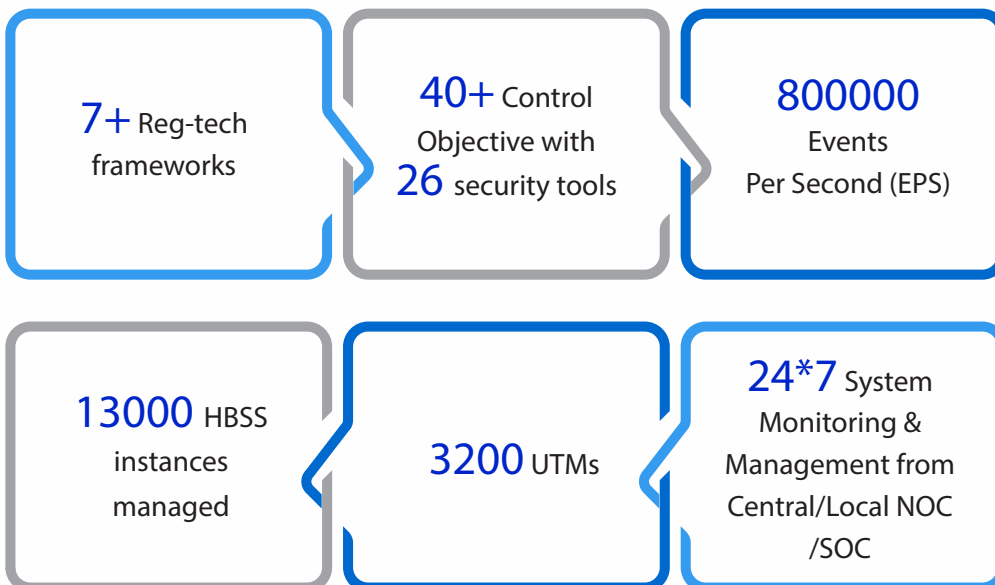 7+ Reg-tech
frameworks
40+ Control
Objective with
26 security tools
800000
Events
Per Second (EPS)
13000 HBSS
instances
managed
3200 UTMs
24*7 System
Monitoring &
Management from
Central/Local NOC
/SOC